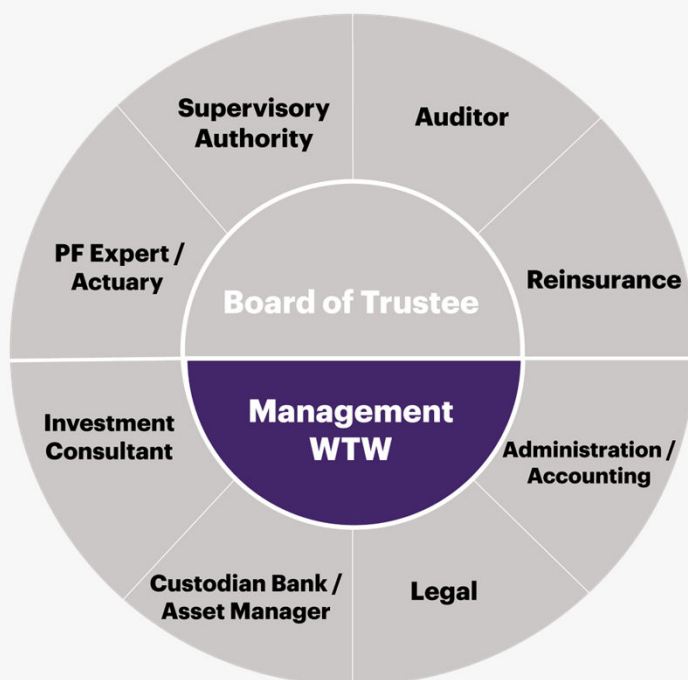 Supervisory
Authority
Auditor
PF Expert /
Actuary
Reinsurance
Board of Trustee
Management
WTW
Investment
Consultant
Administration /
Accounting
Custodian Bank /
Asset Manager
Legal